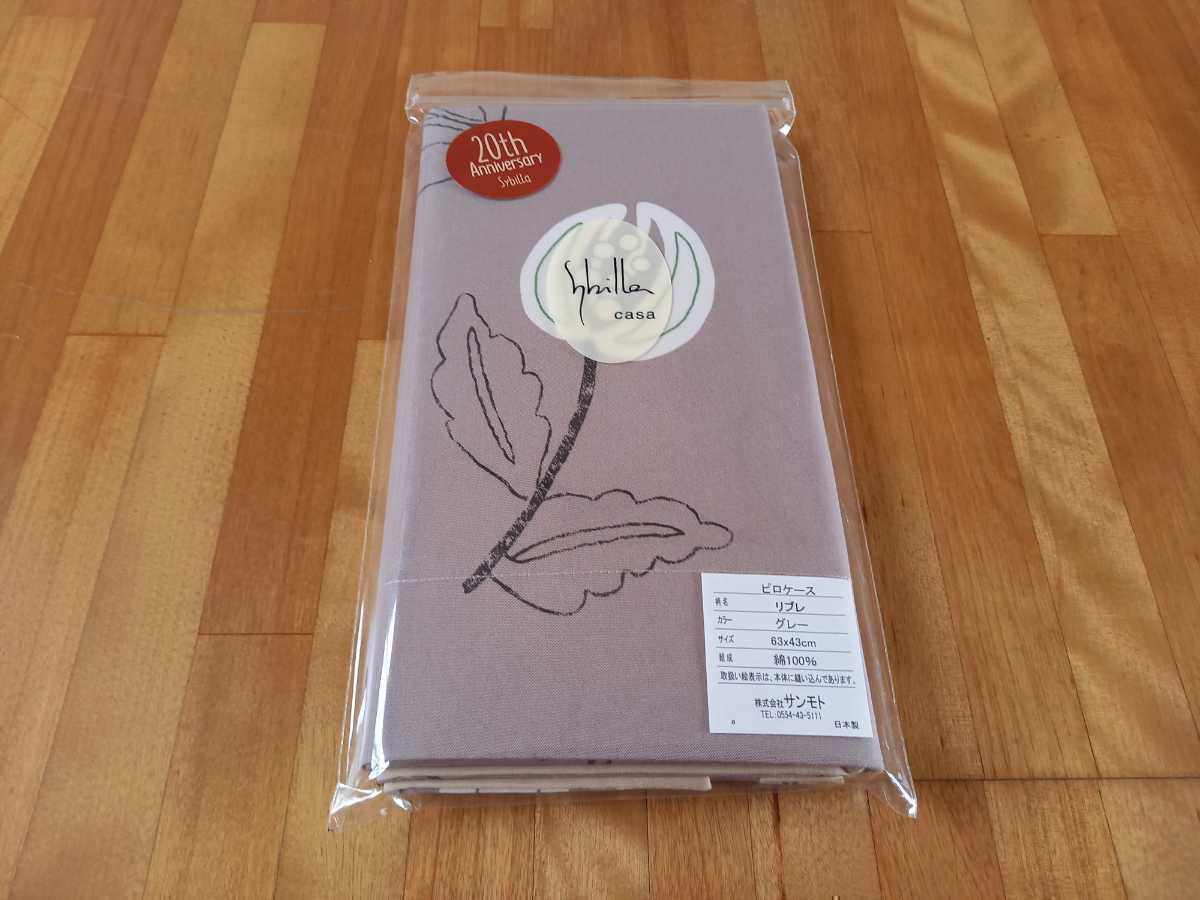 20th
Anniversary
Sybilla
Sybilla
casa
ピロケース
柄名 リブレ
カラー グレー
サイズ 63x43cm
組成 綿100%
取扱い絵表示は、本体に縫い込んであります。
株式会社サンモト
TEL:0554-43-5111
日本製